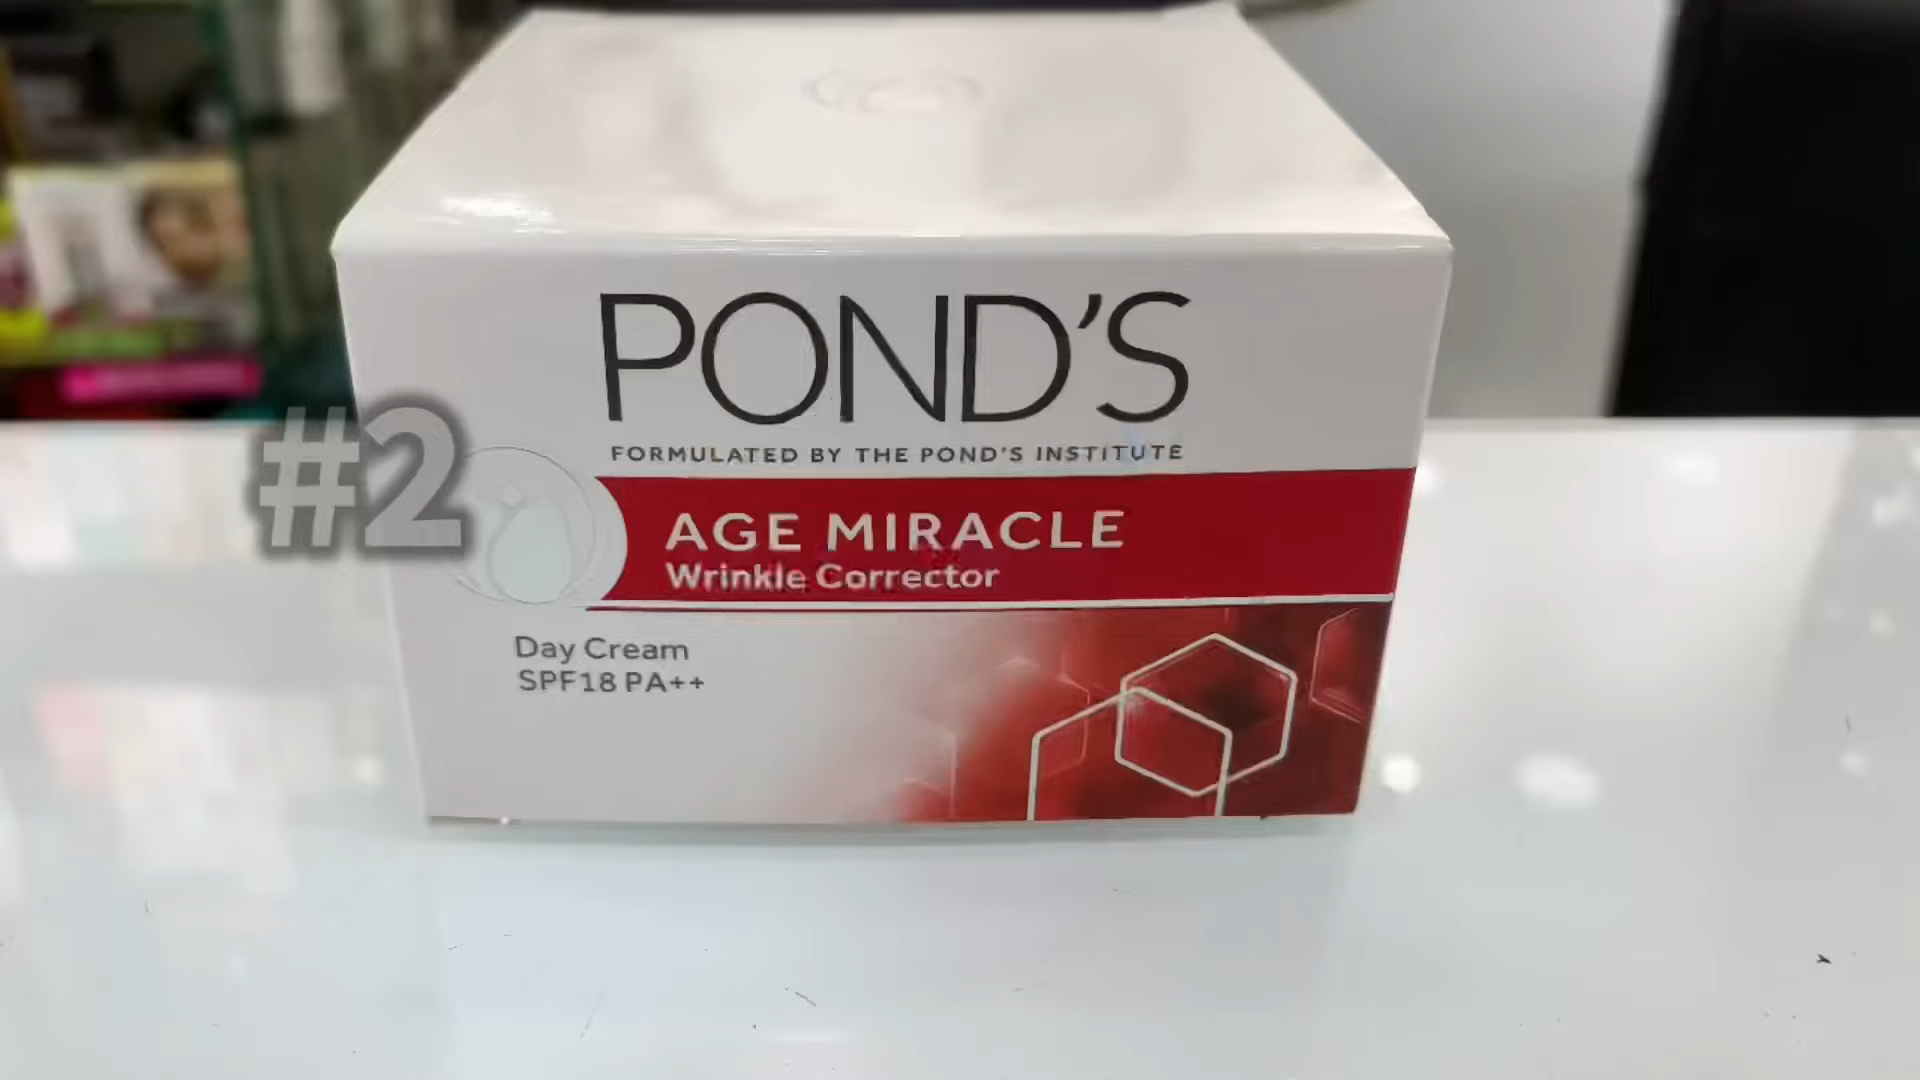 POND'S
FORMULATED BY THE POND'S INSTITUTE
#2
AGE MIRACLE
Wrinkle Corrector
Day Cream
SPF18 PA++